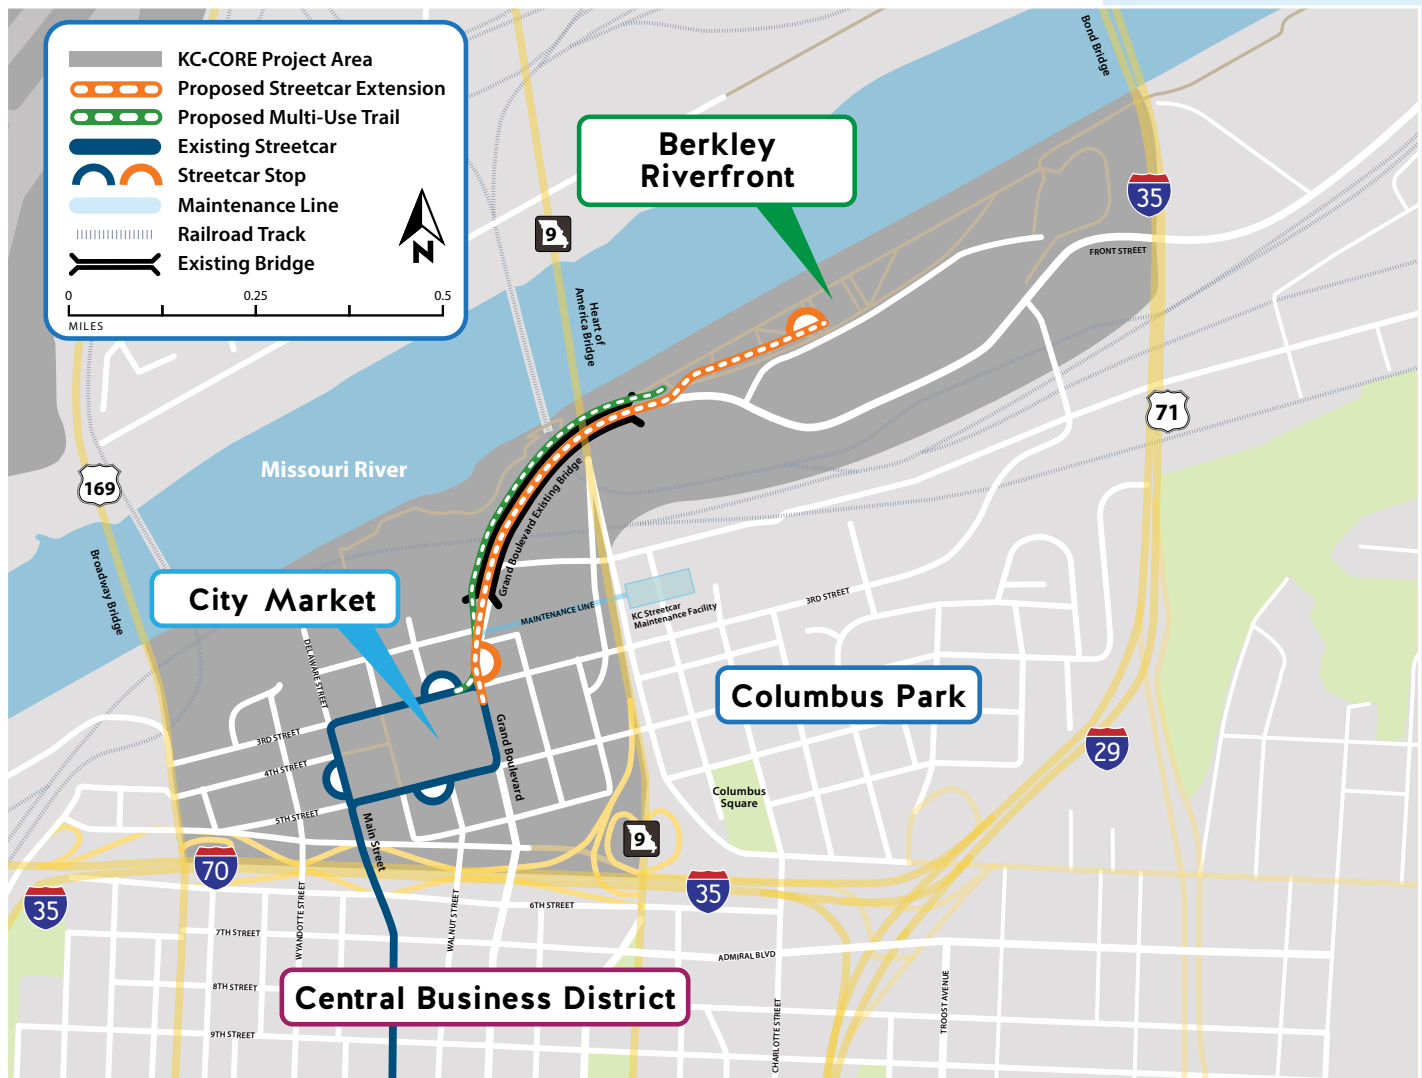 KC•CORE Project Area
Proposed Streetcar Extension
Proposed Multi-Use Trail
Existing Streetcar
Streetcar Stop
Maintenance Line
Railroad Track
Existing Bridge
N
0 0.25 0.5
MILES
Bond Bridge
Berkley
Riverfront
35
9
FRONT STREET
Heart of
America Bridge
71
Missouri River
169
Grand Boulevard Existing Bridge
Broadway Bridge
City Market
MAINTENANCE LINE
KC Streetcar
Maintenance Facility
3RD STREET
DELAWARE STREET
Columbus Park
3RD STREET
Grand Boulevard
29
4TH STREET
Columbus
Square
5TH STREET
Main Street
9
70
35
35
6TH STREET
WYANDOTTE STREET
WALNUT STREET
7TH STREET
ADMIRAL BLVD
8TH STREET
Central Business District
CHARLOTTE STREET
TROOST AVENUE
9TH STREET